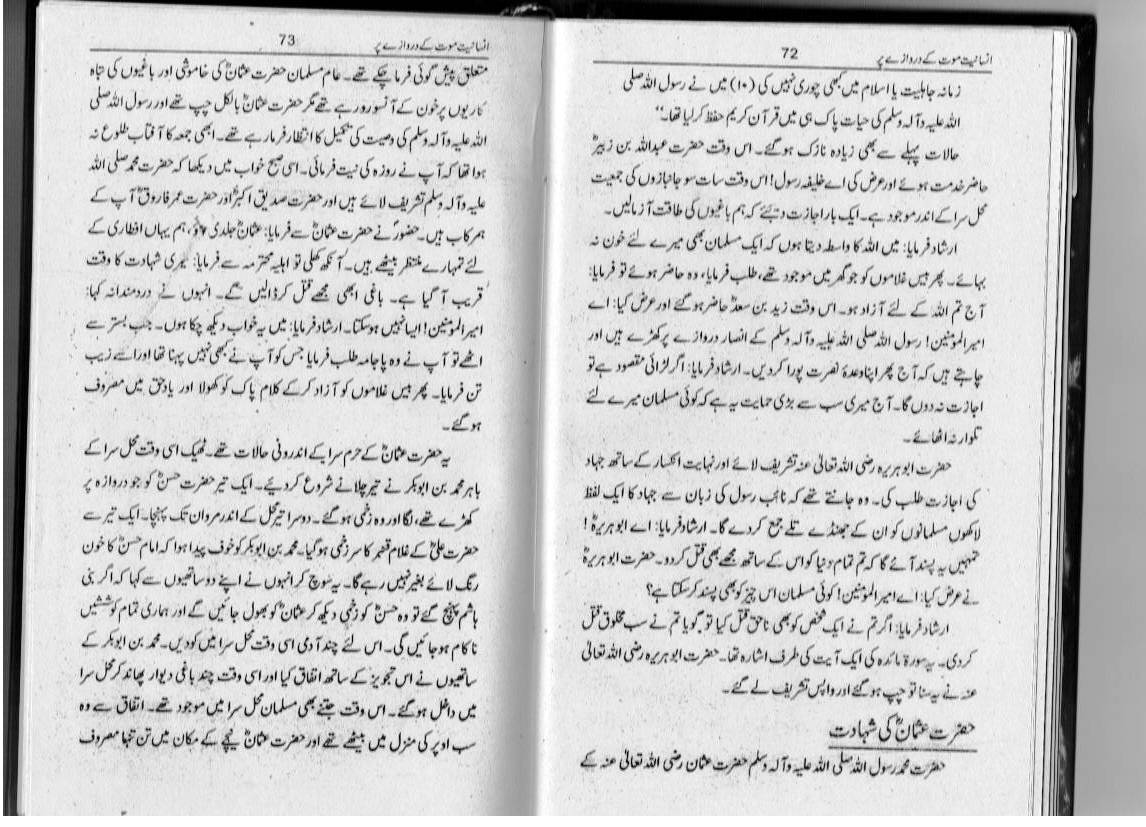 انسانیت موت کے دروازے پر
72
زمانہ جاہلیت یا اسلام میں کبھی چوری نہیں کی (۱۰) میں نے رسول اللہ صلی
اللہ علیہ وآلہ وسلم کی حیات پاک ہی میں قرآن کریم حفظ کر لیا تھا۔“
حالات پہلے سے بھی زیادہ نازک ہو گئے۔ اس وقت حضرت عبداللہ بن زبیرؓ
حاضر خدمت ہوئے اور عرض کی اے خلیفہ رسول! اس وقت سات سو جانبازوں کی جمعیت
محل سرا کے اندر موجود ہے۔ ایک بار اجازت دیجئے کہ ہم باغیوں کی طاقت آزمالیں۔
ارشاد فرمایا: میں اللہ کا واسطہ دیتا ہوں کہ ایک مسلمان بھی میرے لئے خون نہ
بہائے۔ پھر بیس غلاموں کو جو گھر میں موجود تھے، طلب فرمایا، وہ حاضر ہوئے تو فرمایا:
آج تم اللہ کے لئے آزاد ہو۔ اس وقت زید بن سعدؓ حاضر ہو گئے اور عرض کیا: اے
امیر المومنین! رسول اللہ صلی اللہ علیہ وآلہ وسلم کے انصار دروازے پر کھڑے ہیں اور
چاہتے ہیں کہ آج پھر اپنا وعدۂ نصرت پورا کردیں۔ ارشاد فرمایا: اگر لڑائی مقصود ہے تو
اجازت نہ دوں گا۔ آج میری سب سے بڑی حمایت یہ ہے کہ کوئی مسلمان میرے لئے
تلوار نہ اٹھائے۔
حضرت ابوہریرہ رضی اللہ تعالیٰ عنہ تشریف لائے اور نہایت انکسار کے ساتھ جہاد
کی اجازت طلب کی۔ وہ جانتے تھے کہ نائب رسول کی زبان سے جہاد کا ایک لفظ
لاکھوں مسلمانوں کو ان کے جھنڈے تلے جمع کر دے گا۔ ارشاد فرمایا: اے ابوہریرہؓ!
تمہیں یہ پسند آئے گا کہ تم تمام دنیا کو اس کے ساتھ مجھے بھی قتل کر دو۔ حضرت ابوہریرہؓ
نے عرض کیا: اے امیر المومنین! کوئی مسلمان اس چیز کو بھی پسند کر سکتا ہے؟
ارشاد فرمایا: اگر تم نے ایک شخص کو بھی ناحق قتل کیا تو گویا تم نے سب مخلوق قتل
کر دی۔ یہ سورۂ مائدہ کی ایک آیت کی طرف اشارہ تھا۔ حضرت ابوہریرہ رضی اللہ تعالیٰ
عنہ نے یہ سنا تو چپ ہو گئے اور واپس تشریف لے گئے۔
حضرت عثمانؓ کی شہادت
حضرت محمد رسول اللہ صلی اللہ علیہ وآلہ وسلم حضرت عثمان رضی اللہ تعالیٰ عنہ کے
انسانیت موت کے دروازے پر
73
متعلق پیش گوئی فرما چکے تھے۔ عام مسلمان حضرت عثمانؓ کی خاموشی اور باغیوں کی تباہ
کاریوں پر خون کے آنسو رو رہے تھے مگر حضرت عثمانؓ بالکل چپ تھے اور رسول اللہ صلی
اللہ علیہ وآلہ وسلم کی وصیت کی تکمیل کا انتظار فرما رہے تھے۔ ابھی جمعہ کا آفتاب طلوع نہ
ہوا تھا کہ آپ نے روزہ کی نیت فرمائی۔ اسی صبح خواب میں دیکھا کہ حضرت محمد صلی اللہ
علیہ وآلہ وسلم تشریف لائے ہیں اور حضرت صدیق اکبرؓ اور حضرت عمر فاروقؓ آپ کے
ہمرکاب ہیں۔ حضورؐ نے حضرت عثمانؓ سے فرمایا: عثمانؓ جلدی آؤ، ہم یہاں افطاری کے
لئے تمہارے منتظر بیٹھے ہیں۔ آنکھ کھلی تو اہلیہ محترمہ سے فرمایا: میری شہادت کا وقت
قریب آ گیا ہے۔ باغی ابھی مجھے قتل کر ڈالیں گے۔ انہوں نے دردمندانہ کہا:
امیر المومنین! ایسا نہیں ہو سکتا۔ ارشاد فرمایا: میں یہ خواب دیکھ چکا ہوں۔ جب بستر سے
اٹھے تو آپ نے وہ پاجامہ طلب فرمایا جس کو آپ نے کبھی نہیں پہنا تھا اور اسے زیب
تن فرمایا۔ پھر بیس غلاموں کو آزاد کر کے کلام پاک کو کھولا اور یاد حق میں مصروف
ہو گئے۔
یہ حضرت عثمانؓ کے حرم سرا کے اندرونی حالات تھے۔ ٹھیک اسی وقت محل سرا کے
باہر محمد بن ابوبکر نے تیر چلانے شروع کر دیئے۔ ایک تیر حضرت حسنؓ کو جو دروازہ پر
کھڑے تھے، لگا اور وہ زخمی ہو گئے۔ دوسرا تیر محل کے اندر مروان تک پہنچا۔ ایک تیر سے
حضرت علیؓ کے غلام قنبر کا سر زخمی ہو گیا۔ محمد بن ابوبکر کو خوف پیدا ہوا کہ امام حسنؓ کا خون
رنگ لائے بغیر نہیں رہے گا۔ یہ سوچ کر انہوں نے اپنے دو ساتھیوں سے کہا کہ اگر بنی
ہاشم پہنچ گئے تو وہ حسنؓ کو زخمی دیکھ کر عثمانؓ کو بھول جائیں گے اور ہماری تمام کوششیں
ناکام ہو جائیں گی۔ اس لئے چند آدمی اسی وقت محل سرا میں کودیں۔ محمد بن ابوبکر کے
ساتھیوں نے اس تجویز کے ساتھ اتفاق کیا اور اسی وقت چند باغی دیوار پھاند کر محل سرا
میں داخل ہو گئے۔ اس وقت جتنے بھی مسلمان محل سرا میں موجود تھے۔ اتفاق سے وہ
سب اوپر کی منزل میں بیٹھے تھے اور حضرت عثمانؓ نیچے کے مکان میں تن تنہا مصروف